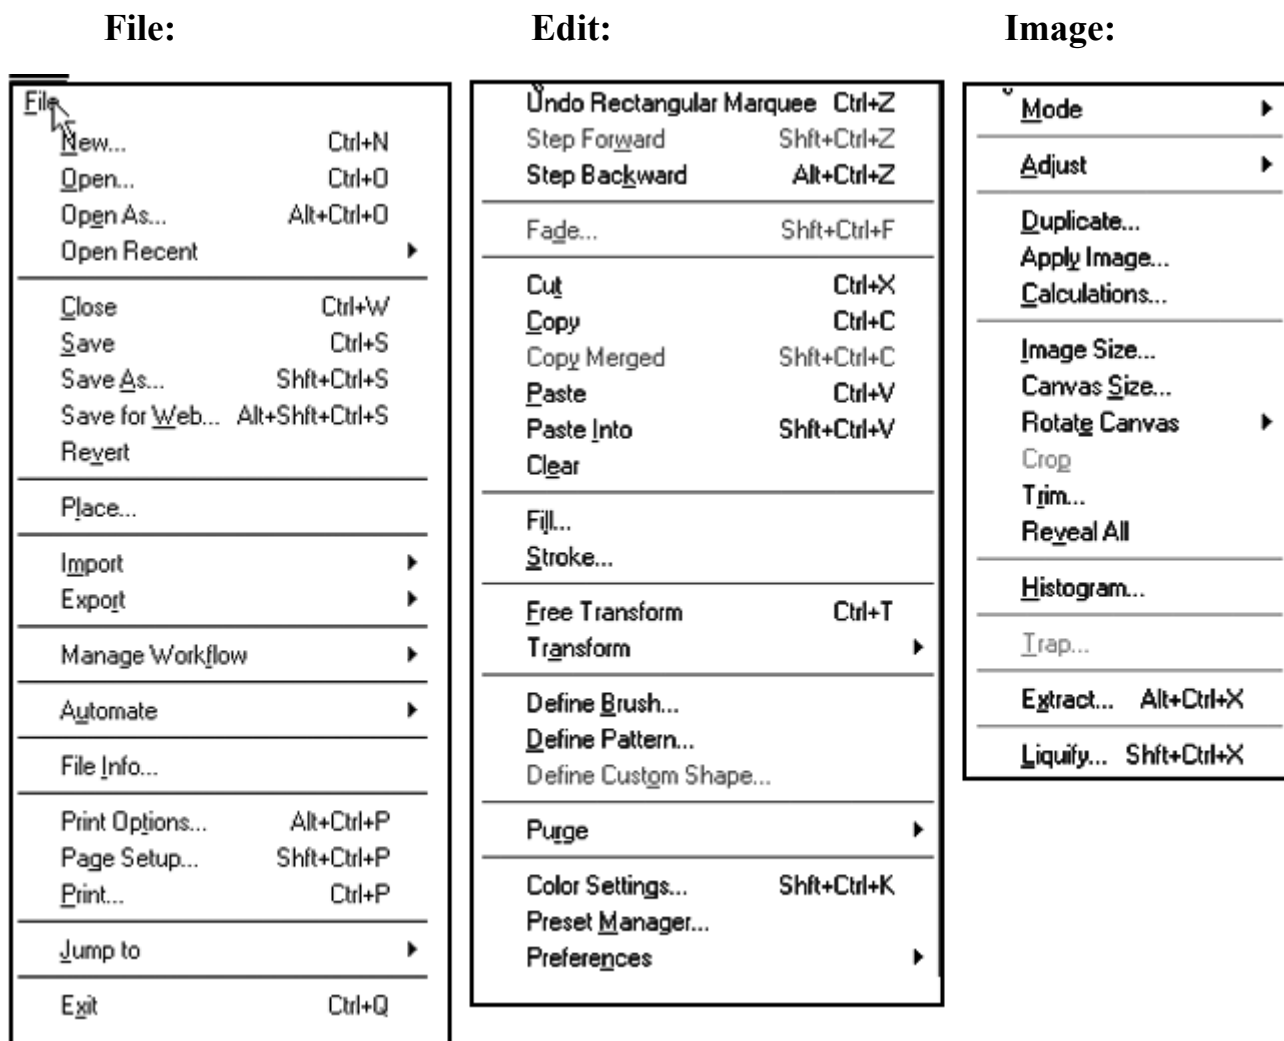 File:
File
New... Ctrl+N
Open... Ctrl+O
Open As... Alt+Ctrl+O
Open Recent
Close Ctrl+W
Save Ctrl+S
Save As... Shft+Ctrl+S
Save for Web... Alt+Shft+Ctrl+S
Revert
Place...
Import
Export
Manage Workflow
Automate
File Info...
Print Options... Alt+Ctrl+P
Page Setup... Shft+Ctrl+P
Print... Ctrl+P
Jump to
Exit Ctrl+Q
Edit:
Undo Rectangular Marquee Ctrl+Z
Step Forward Shft+Ctrl+Z
Step Backward Alt+Ctrl+Z
Fade... Shft+Ctrl+F
Cut Ctrl+X
Copy Ctrl+C
Copy Merged Shft+Ctrl+C
Paste Ctrl+V
Paste Into Shft+Ctrl+V
Clear
Fill...
Stroke...
Free Transform Ctrl+T
Transform
Define Brush...
Define Pattern...
Define Custom Shape...
Purge
Color Settings... Shft+Ctrl+K
Preset Manager...
Preferences
Image:
Mode
Adjust
Duplicate...
Apply Image...
Calculations...
Image Size...
Canvas Size...
Rotate Canvas
Crop
Trim...
Reveal All
Histogram...
Trap...
Extract... Alt+Ctrl+X
Liquify... Shft+Ctrl+X